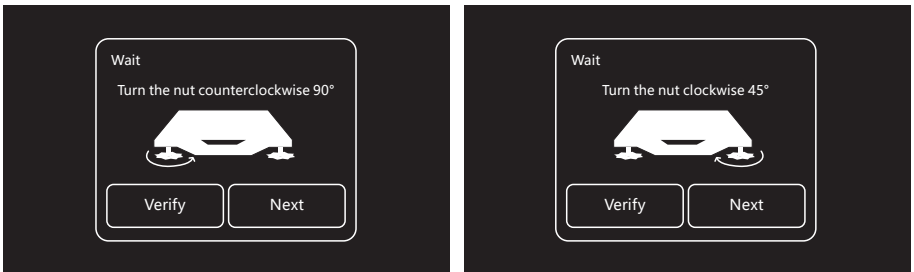 Wait
Turn the nut counterclockwise 90°
Verify
Next
Wait
Turn the nut clockwise 45°
Verify
Next